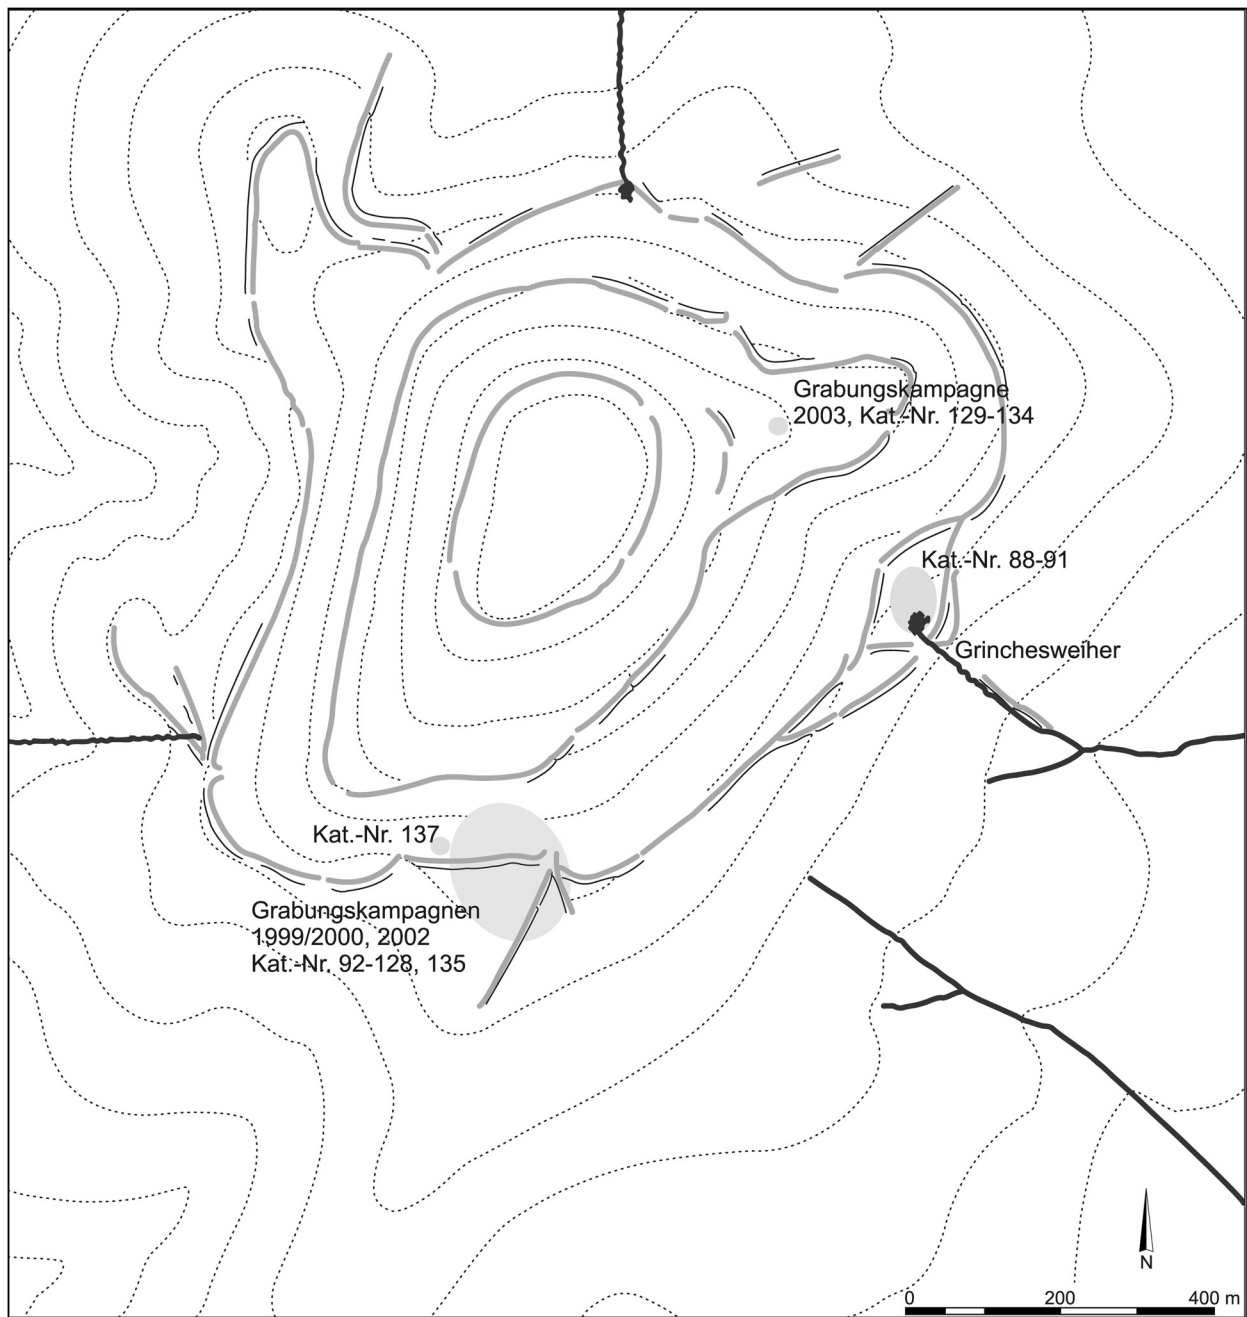 Grabungskampagne
2003, Kat.-Nr. 129-134
Kat.-Nr. 88-91
Grinchesweiher
Kat.-Nr. 137
Grabungskampagnen
1999/2000, 2002
Kat.-Nr. 92-128, 135
N
0 200 400 m